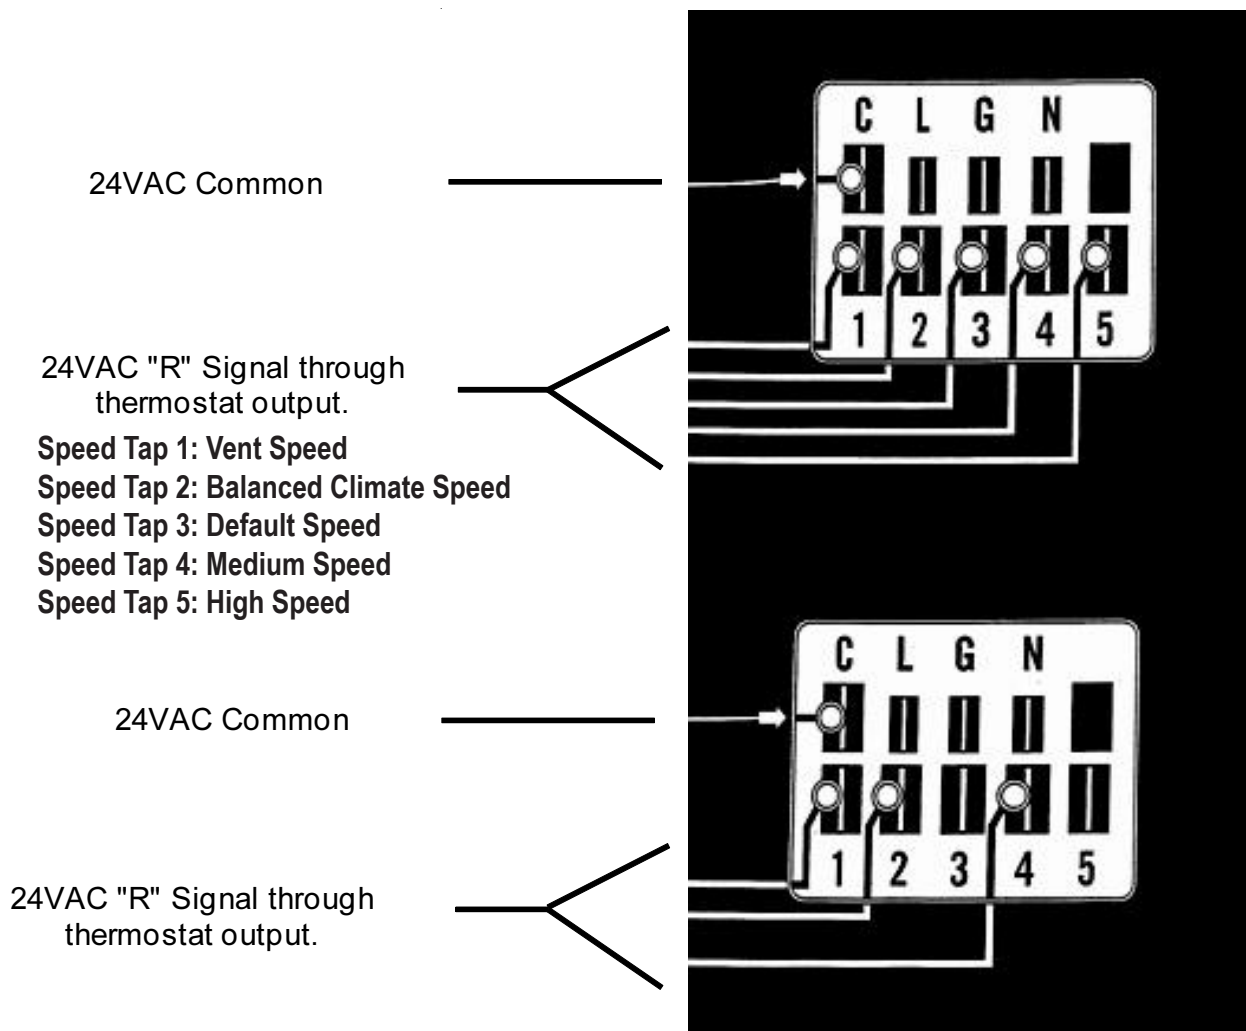 C L G N
24VAC Common
1 2 3 4 5
24VAC "R" Signal through
thermostat output.
Speed Tap 1: Vent Speed
Speed Tap 2: Balanced Climate Speed
Speed Tap 3: Default Speed
Speed Tap 4: Medium Speed
Speed Tap 5: High Speed
C L G N
24VAC Common
1 2 3 4 5
24VAC "R" Signal through
thermostat output.